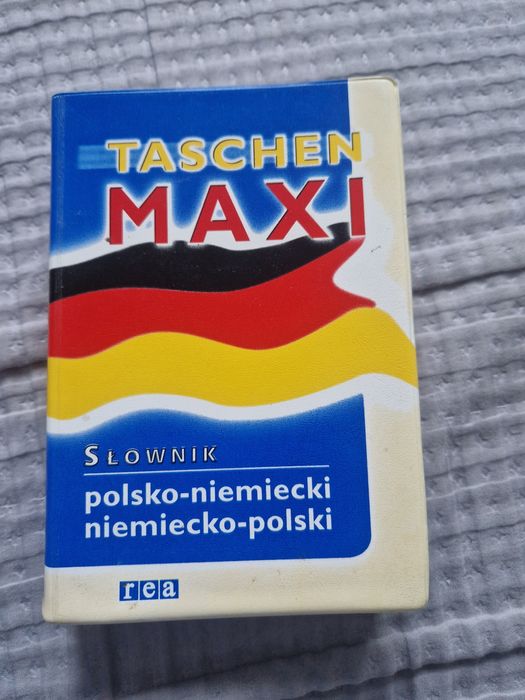 TASCHEN
MAXI
SŁOWNIK
polsko-niemiecki
niemiecko-polski
rea